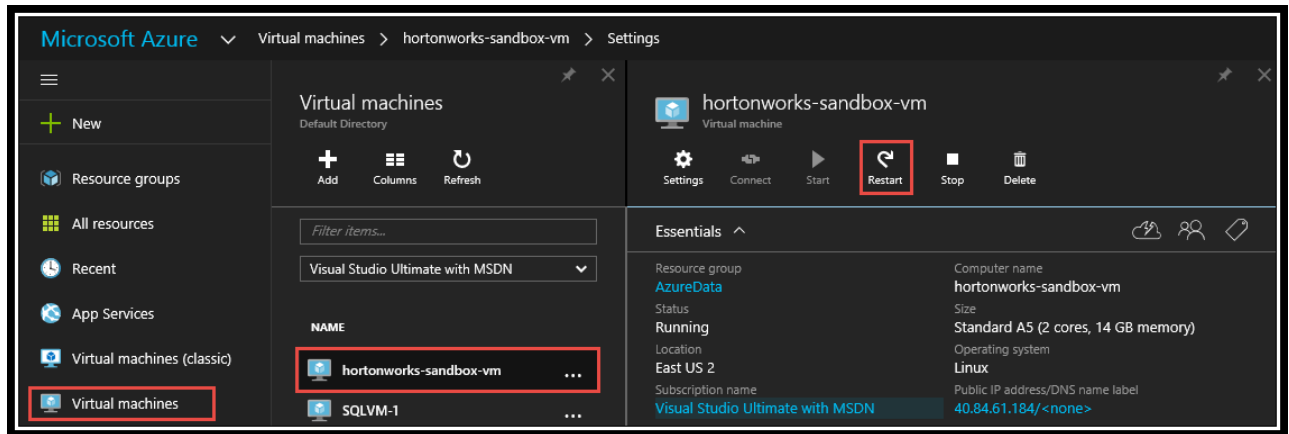 Microsoft Azure Virtual machines > hortonworks-sandbox-vm > Settings
New
Resource groups
All resources
Recent
App Services
Virtual machines (classic)
Virtual machines
Virtual machines
Default Directory
Add Columns Refresh
Filter items...
Visual Studio Ultimate with MSDN
NAME
hortonworks-sandbox-vm ...
SQLVM-1 ...
hortonworks-sandbox-vm
Virtual machine
Settings Connect Start Restart Stop Delete
Essentials
Resource group
AzureData
Status
Running
Location
East US 2
Subscription name
Visual Studio Ultimate with MSDN
Computer name
hortonworks-sandbox-vm
Size
Standard A5 (2 cores, 14 GB memory)
Operating system
Linux
Public IP address/DNS name label
40.84.61.184/<none>